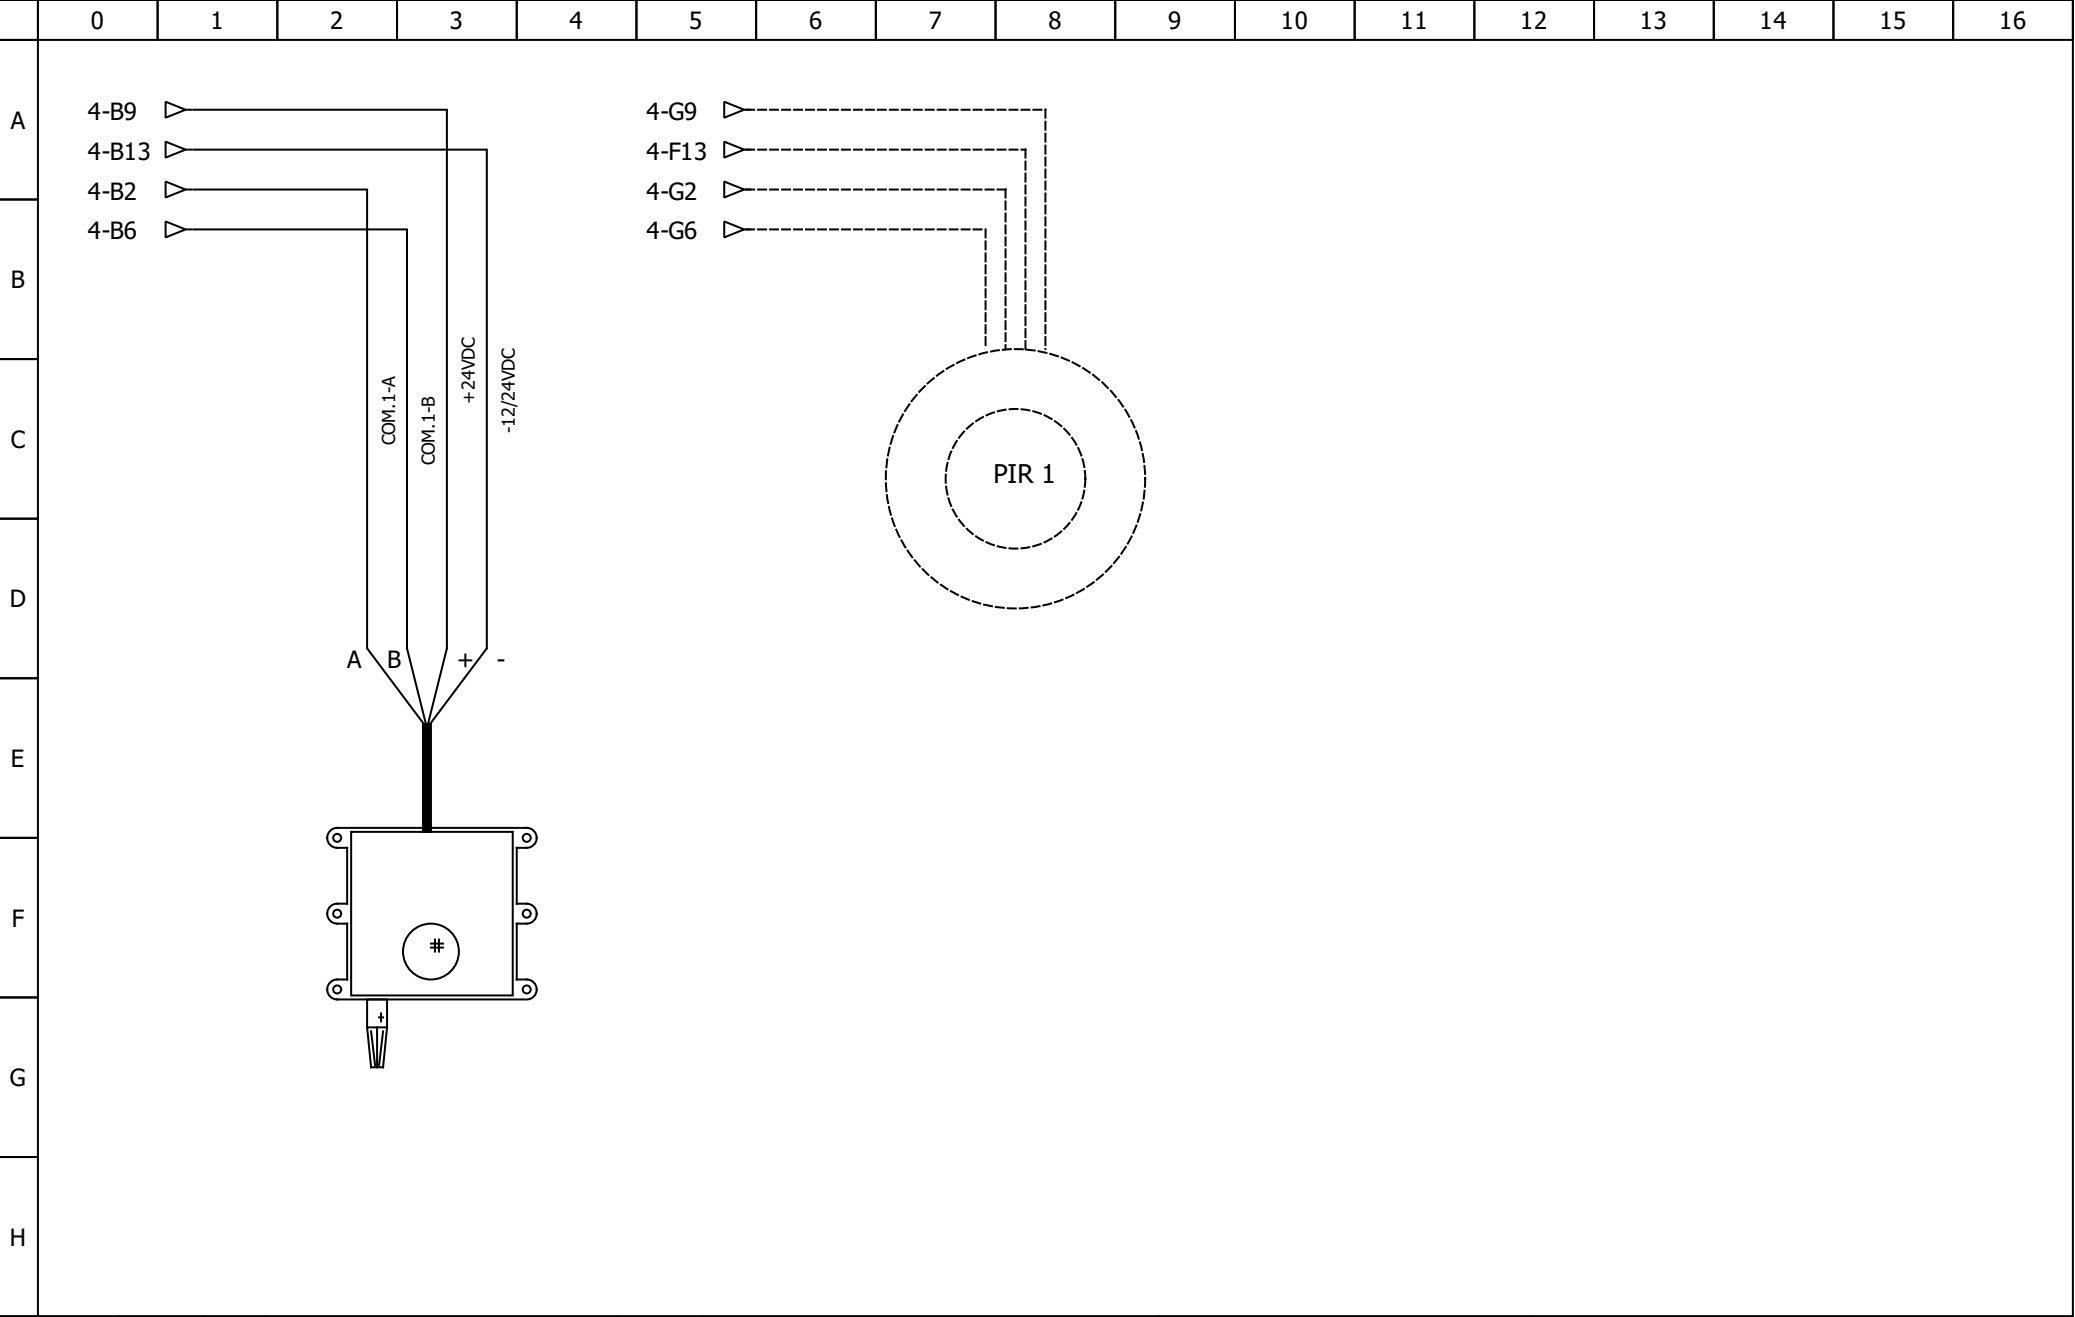 0 1 2 3 4 5 6 7 8 9 10 11 12 13 14 15 16
A
4-B9 4-G9
4-B13 4-F13
4-B2 4-G2
4-B6 4-G6
B
COM.1-A
COM.1-B
+24VDC
-12/24VDC
C
PIR 1
D
A B + -
E
F
#
+
G
H